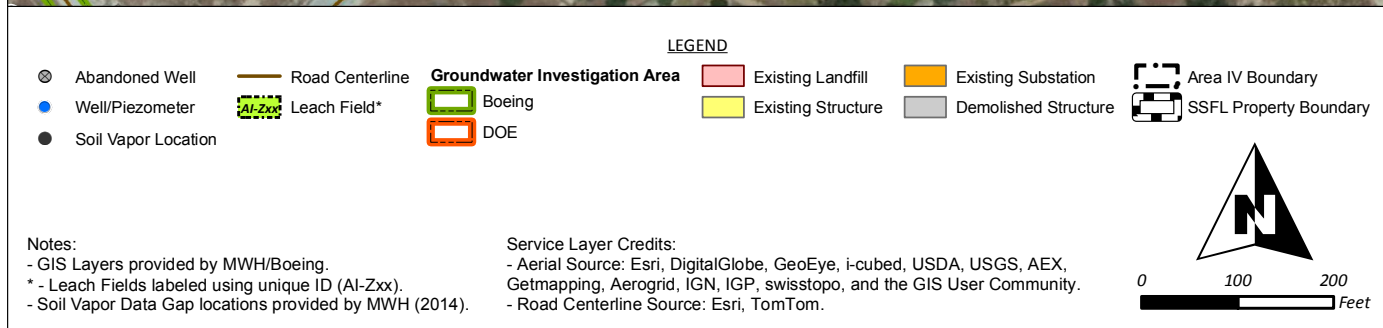 LEGEND
Abandoned Well
Well/Piezometer
Soil Vapor Location
Road Centerline
AI-Zxx Leach Field*
Groundwater Investigation Area
Boeing
DOE
Existing Landfill
Existing Structure
Existing Substation
Demolished Structure
Area IV Boundary
SSFL Property Boundary
Notes:
- GIS Layers provided by MWH/Boeing.
* - Leach Fields labeled using unique ID (AI-Zxx).
- Soil Vapor Data Gap locations provided by MWH (2014).
Service Layer Credits:
- Aerial Source: Esri, DigitalGlobe, GeoEye, i-cubed, USDA, USGS, AEX,
Getmapping, Aerogrid, IGN, IGP, swisstopo, and the GIS User Community.
- Road Centerline Source: Esri, TomTom.
N
0 100 200
Feet